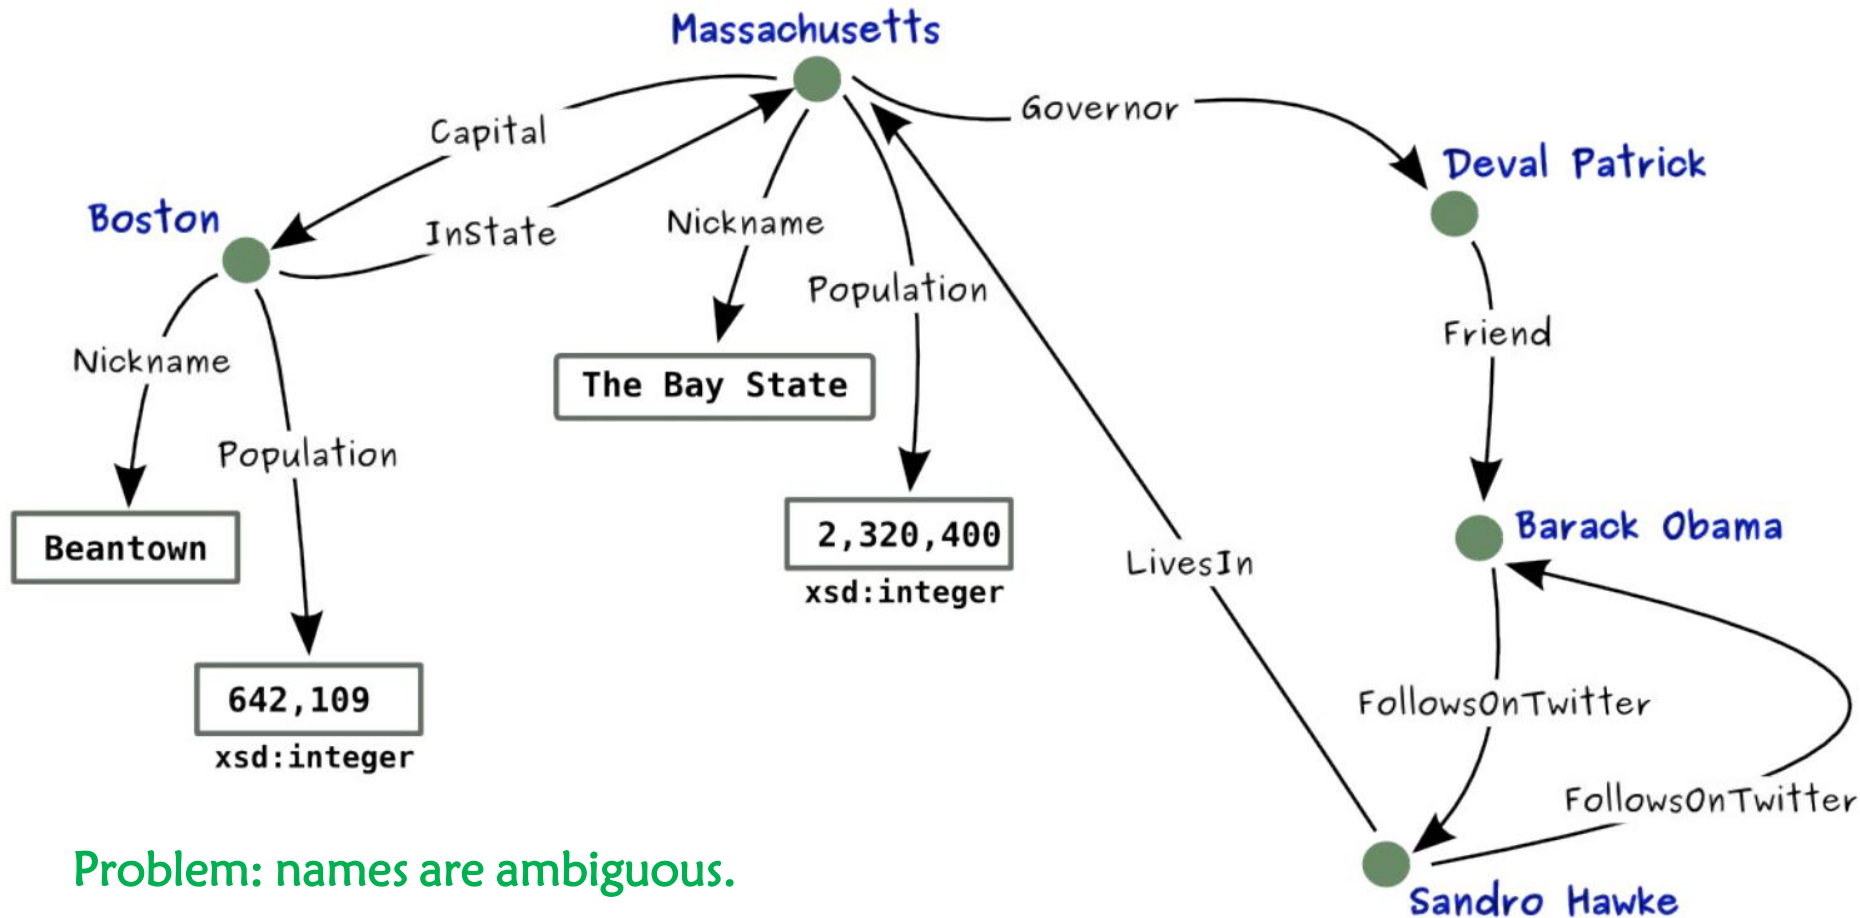 Massachusetts
Capital
Governor
Deval Patrick
Boston
InState
Nickname
Population
Friend
Nickname
The Bay State
Population
Beantown
2,320,400
xsd:integer
Barack Obama
LivesIn
642,109
xsd:integer
FollowsOnTwitter
FollowsOnTwitter
Problem: names are ambiguous.
Sandro Hawke